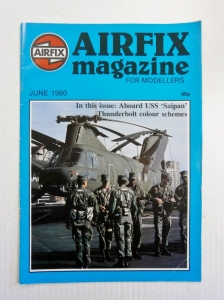 AIRFIX
AIRFIX
magazine
FOR MODELLERS
JUNE 1980
45p
In this issue: Aboard USS 'Saipan'
Thunderbolt colour schemes